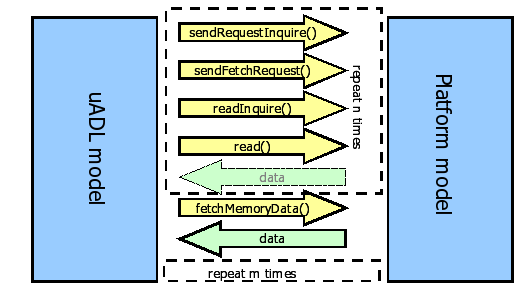 uADL model
sendRequestInquire()
sendFetchRequest()
readInquire()
read()
data
repeat n times
fetchMemoryData()
data
repeat m times
Platform model